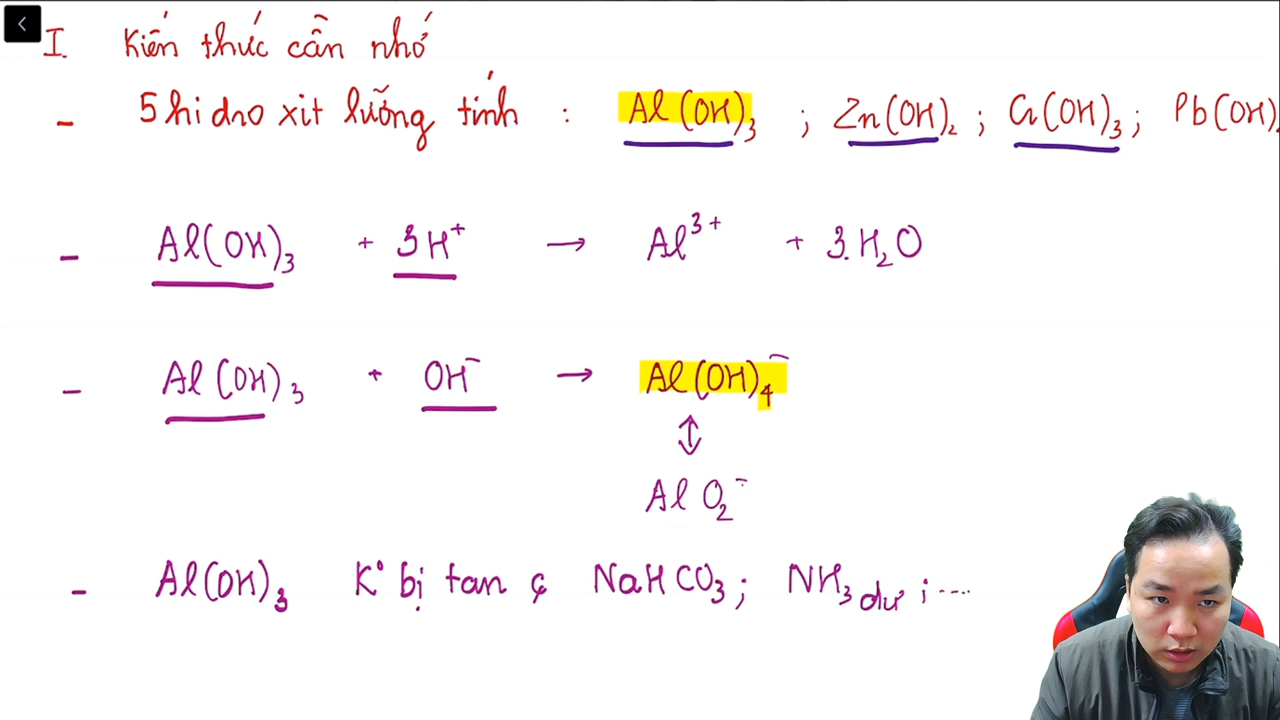 I. Kiến thức cần nhớ
- 5 hidroxit lưỡng tính : Al(OH)₃ ; Zn(OH)₂ ; Cr(OH)₃ ; Pb(OH)
- Al(OH)₃ + 3H⁺ → Al³⁺ + 3.H₂O
- Al(OH)₃ + OH⁻ → Al(OH)₄⁻
↕
AlO₂⁻
- Al(OH)₃ K° bị tan NaHCO₃ ; NH₃ dư ; ....